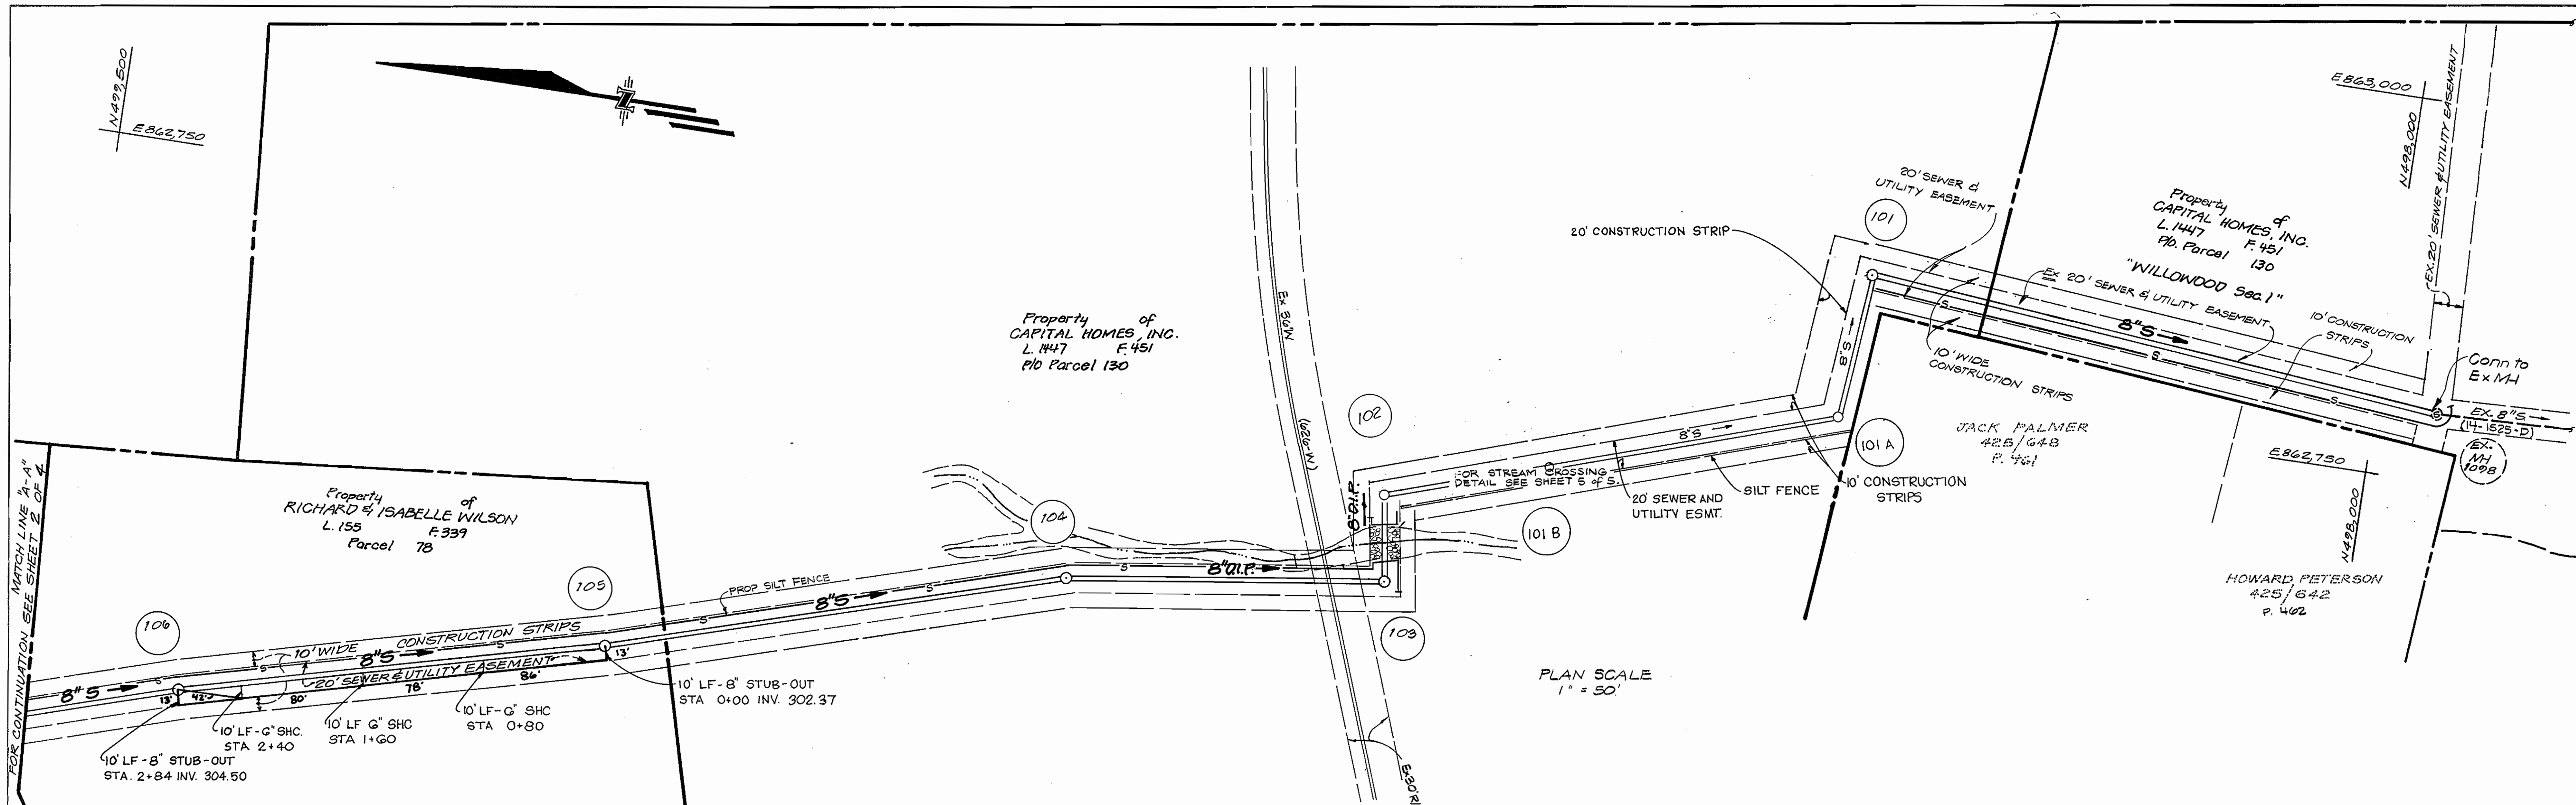 N 499,500
E 862,750
MATCH LINE "A-A"
FOR CONTINUATION SEE SHEET 2 OF 4
Property of
RICHARD & ISABELLE WILSON
L. 155 F. 339
Parcel 78
106
105
104
10' WIDE CONSTRUCTION STRIPS
PROP SILT FENCE
8"S
S
8"S
S
8"S
S
20' SEWER & UTILITY EASEMENT
13'
42'
80'
78'
86'
13'
10' LF-8" STUB-OUT
STA. 2+84 INV. 304.50
10' LF-6" SHC.
STA 2+40
10' LF 6" SHC
STA 1+60
10' LF-6" SHC
STA 0+80
10' LF-8" STUB-OUT
STA 0+00 INV. 302.37
Property of
CAPITAL HOMES, INC.
L. 1447 F. 451
P/O Parcel 130
Ex 36"W
(626-W)
8"D.I.P.
8"D.I.P.
102
103
FOR STREAM CROSSING
DETAIL SEE SHEET 5 of 5.
8"S
101 B
20' SEWER AND
UTILITY ESMT.
SILT FENCE
10' CONSTRUCTION
STRIPS
101 A
PLAN SCALE
1" = 50'
20' CONSTRUCTION STRIP
101
20' SEWER &
UTILITY EASEMENT
8"S
10' WIDE
CONSTRUCTION STRIPS
Property of
CAPITAL HOMES, INC.
L. 1447 F. 451
P/O. Parcel 130
"WILLOWOOD Sec. 1"
Ex 20' SEWER & UTILITY EASEMENT
8"S
S
10' CONSTRUCTION
STRIPS
E 863,000
N 498,000
EX. 20' SEWER & UTILITY EASEMENT
Conn to
Ex MH
EX. 8"S
(14-1525-D)
EX.
MH
1098
JACK PALMER
425/648
P. 461
E 862,750
N 498,000
HOWARD PETERSON
425/642
P. 462